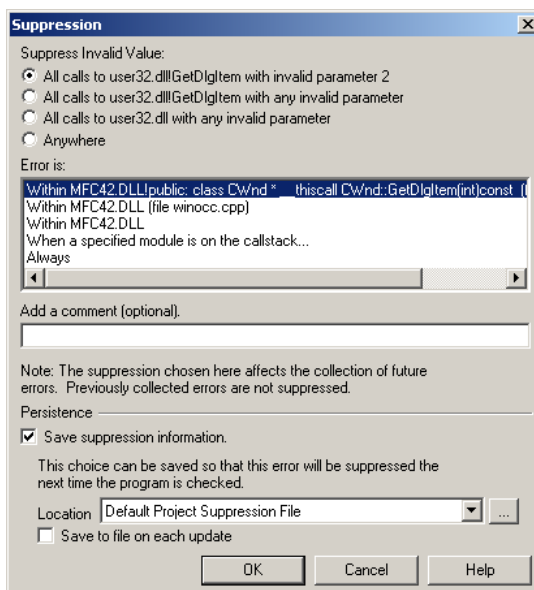 Suppression
Suppress Invalid Value:
All calls to user32.dll!GetDlgItem with invalid parameter 2
All calls to user32.dll!GetDlgItem with any invalid parameter
All calls to user32.dll with any invalid parameter
Anywhere
Error is:
Within MFC42.DLL!public: class CWnd * __thiscall CWnd::GetDlgItem(int)const (
Within MFC42.DLL (file winocc.cpp)
Within MFC42.DLL
When a specified module is on the callstack...
Always
Add a comment (optional).
Note: The suppression chosen here affects the collection of future
errors. Previously collected errors are not suppressed.
Persistence
Save suppression information.
This choice can be saved so that this error will be suppressed the
next time the program is checked.
Location Default Project Suppression File ...
Save to file on each update
OK Cancel Help